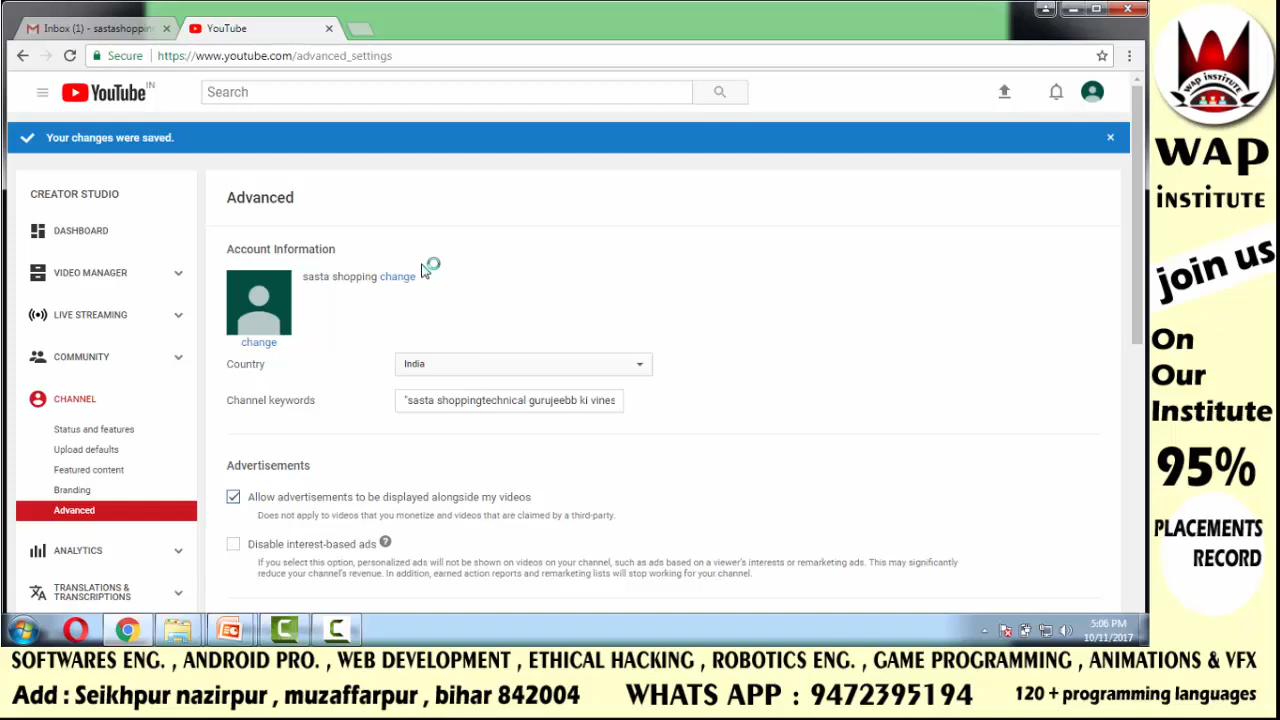 Inbox (1) - sastashoppin
YouTube
Secure
https://www.youtube.com/advanced_settings
YouTube IN
Search
Your changes were saved.
CREATOR STUDIO
DASHBOARD
VIDEO MANAGER
LIVE STREAMING
COMMUNITY
CHANNEL
Status and features
Upload defaults
Featured content
Branding
Advanced
ANALYTICS
TRANSLATIONS &
TRANSCRIPTIONS
Advanced
Account Information
sasta shopping change
change
Country
India
Channel keywords
"sasta shoppingtechnical gurujeebb ki vines
Advertisements
Allow advertisements to be displayed alongside my videos
Does not apply to videos that you monetize and videos that are claimed by a third-party.
Disable interest-based ads
If you select this option, personalized ads will not be shown on videos on your channel, such as ads based on a viewer's interests or remarketing ads. This may significantly
reduce your channel's revenue. In addition, earned action reports and remarketing lists will stop working for your channel.
5:06 PM
10/11/2017
WAP INSTITUTE
WAP
INSTITUTE
join us
On
Our
Institute
95%
PLACEMENTS
RECORD
SOFTWARES ENG. , ANDROID PRO. , WEB DEVELOPMENT , ETHICAL HACKING , ROBOTICS ENG. , GAME PROGRAMMING , ANIMATIONS & VFX
Add : Seikhpur nazirpur , muzaffarpur , bihar 842004
WHATS APP : 9472395194
120 + programming languages